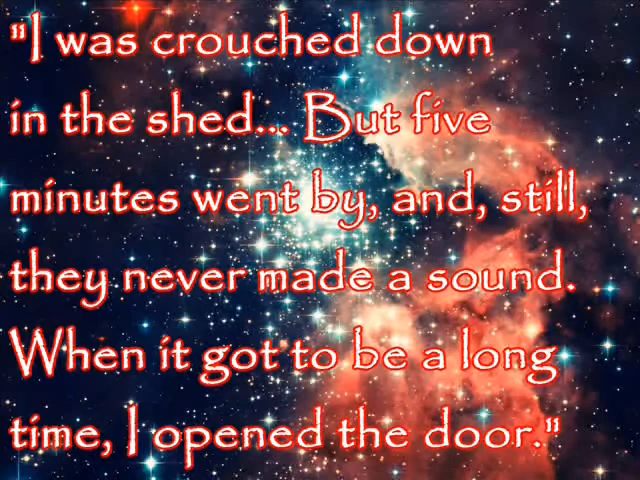 "I was crouched down
in the shed... But five
minutes went by, and, still,
they never made a sound.
When it got to be a long
time, I opened the door."